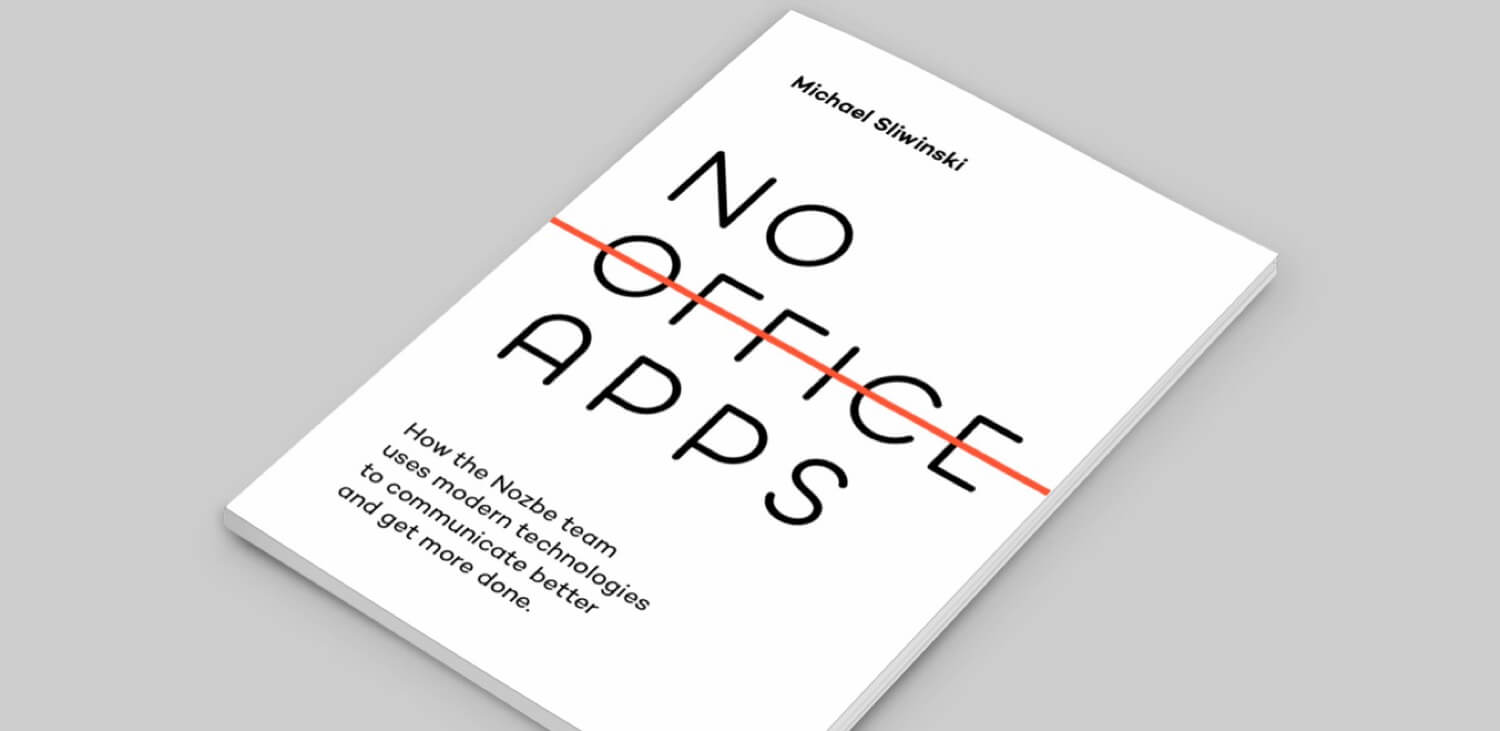 Michael Sliwinski
NO
OFFICE
APPS
How the Nozbe team
uses modern technologies
to communicate better
and get more done.